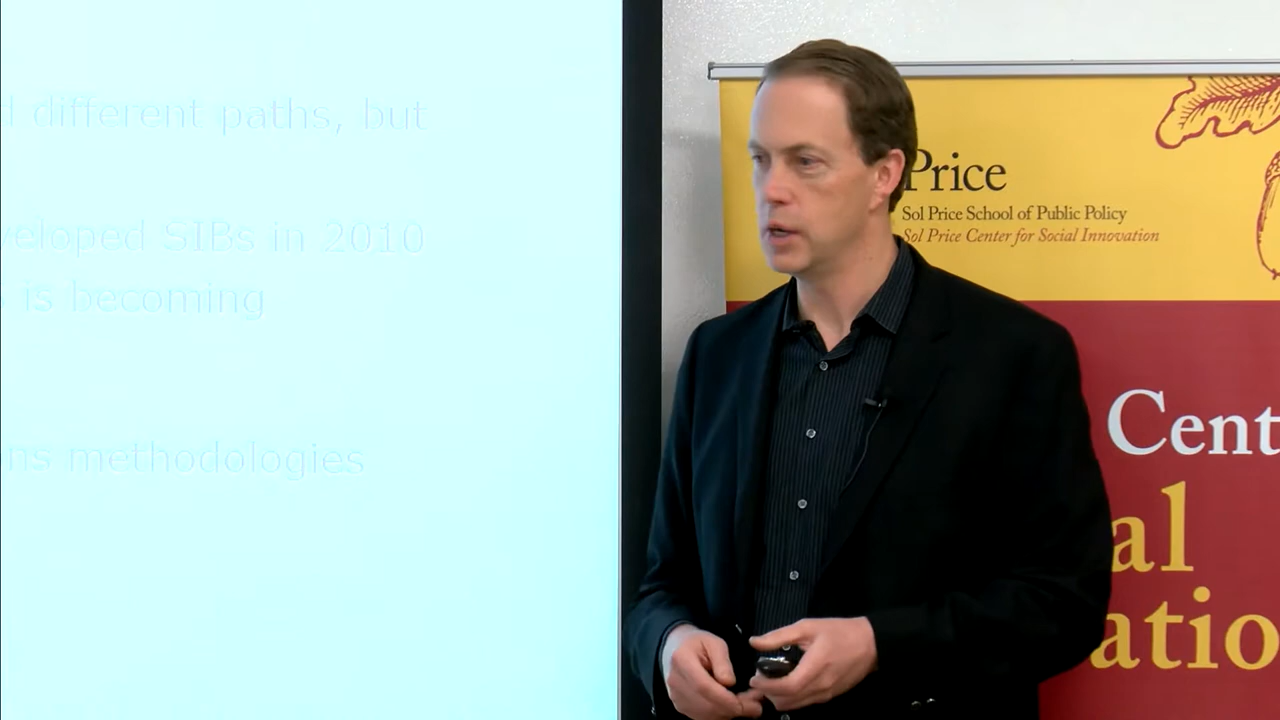 different paths, but
veloped SIBs in 2010
is becoming
ns methodologies
Price
Sol Price School of Public Policy
Sol Price Center for Social Innovation
Cent
al
atio